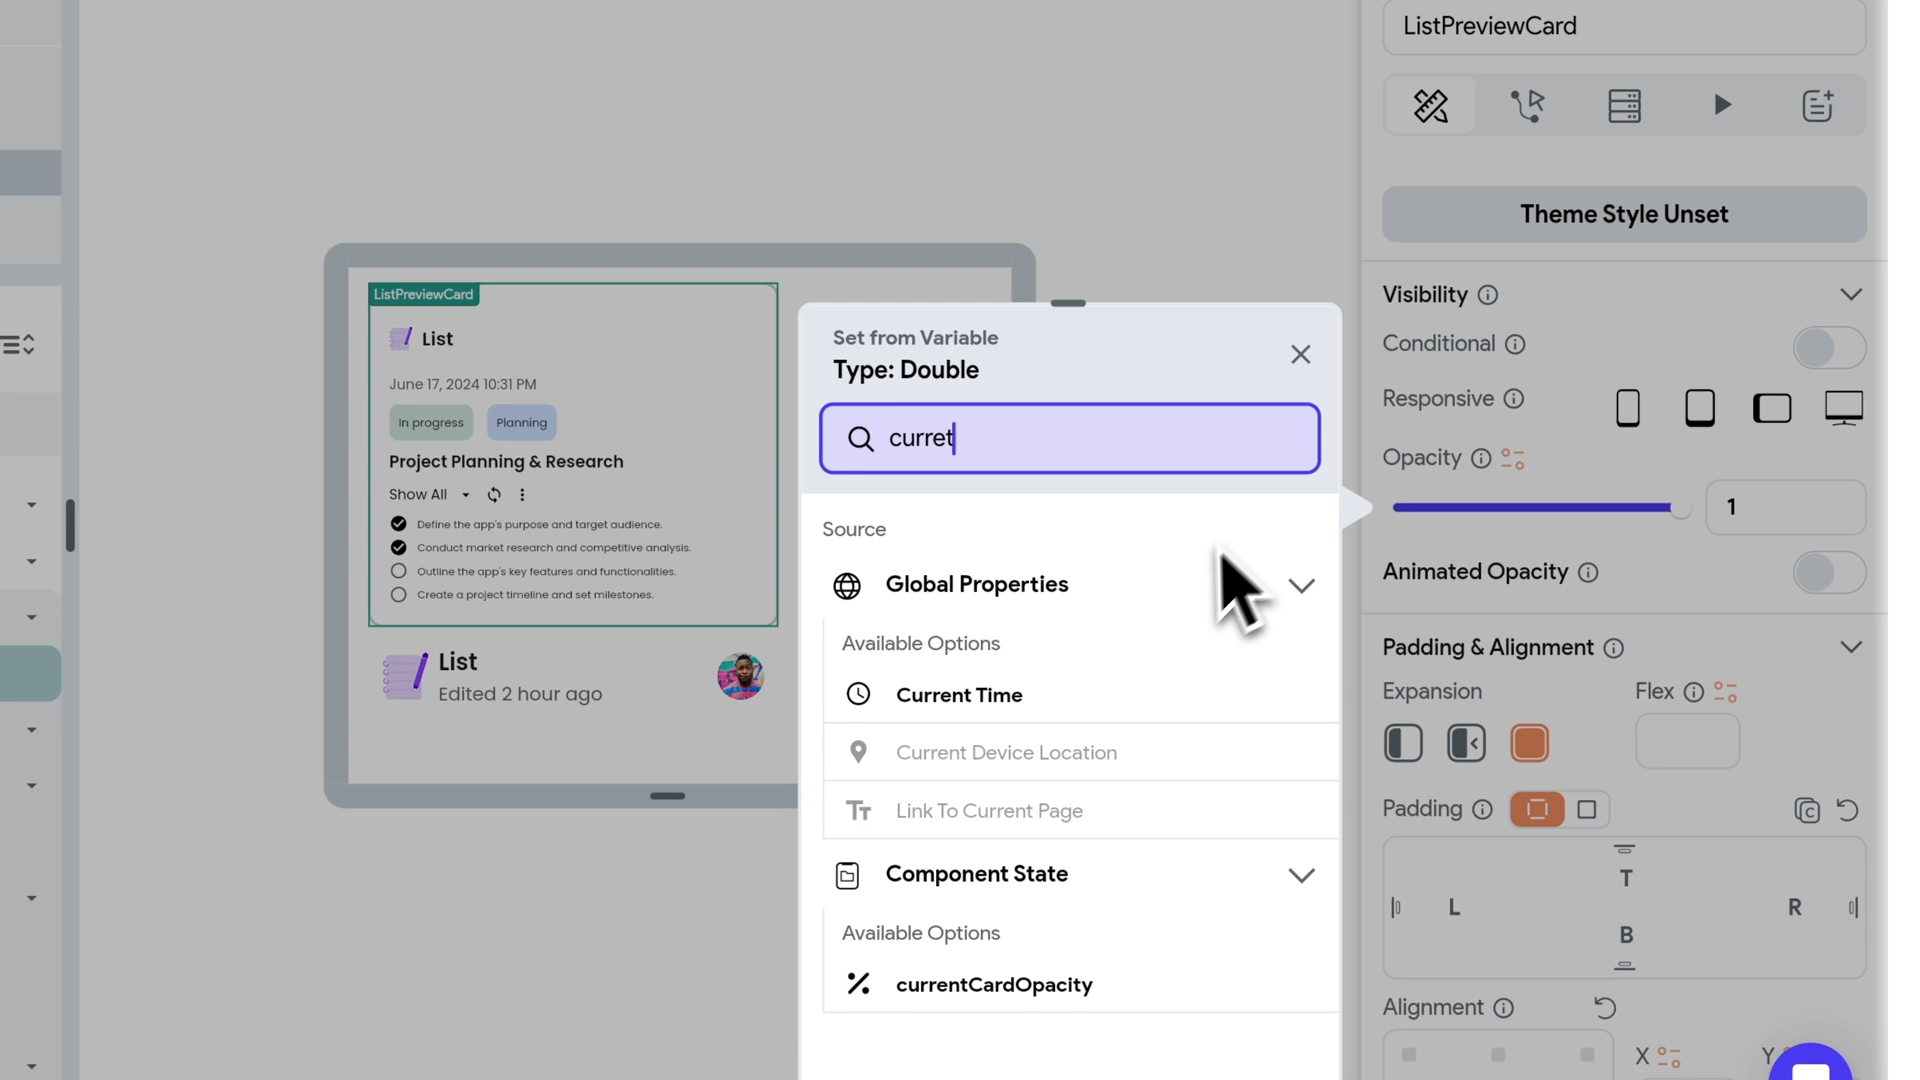 ListPreviewCard
Theme Style Unset
Visibility
Conditional
Responsive
Opacity
1
Animated Opacity
Padding & Alignment
Expansion
Flex
Padding
T
L
R
B
Alignment
X
Y
ListPreviewCard
List
June 17, 2024 10:31 PM
In progress
Planning
Project Planning & Research
Show All
Define the app's purpose and target audience.
Conduct market research and competitive analysis.
Outline the app's key features and functionalities.
Create a project timeline and set milestones.
List
Edited 2 hour ago
Set from Variable
Type: Double
curret
Source
Global Properties
Available Options
Current Time
Current Device Location
Tт Link To Current Page
Component State
Available Options
currentCardOpacity